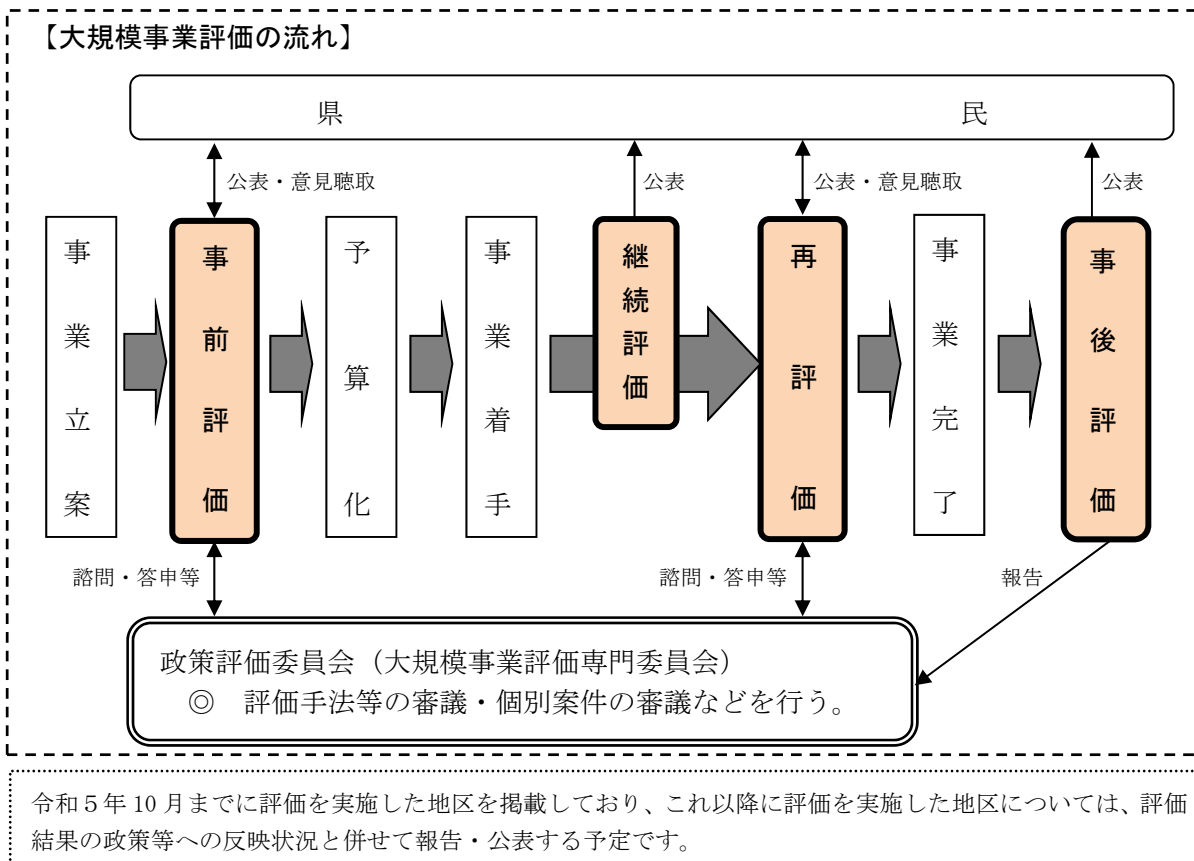 【大規模事業評価の流れ】
県　民
公表・意見聴取
公表
公表・意見聴取
公表
事業立案
事前評価
予算化
事業着手
継続評価
再評価
事業完了
事後評価
諮問・答申等
諮問・答申等
報告
政策評価委員会（大規模事業評価専門委員会）
◎　評価手法等の審議・個別案件の審議などを行う。
令和５年 10 月までに評価を実施した地区を掲載しており、これ以降に評価を実施した地区については、評価
結果の政策等への反映状況と併せて報告・公表する予定です。